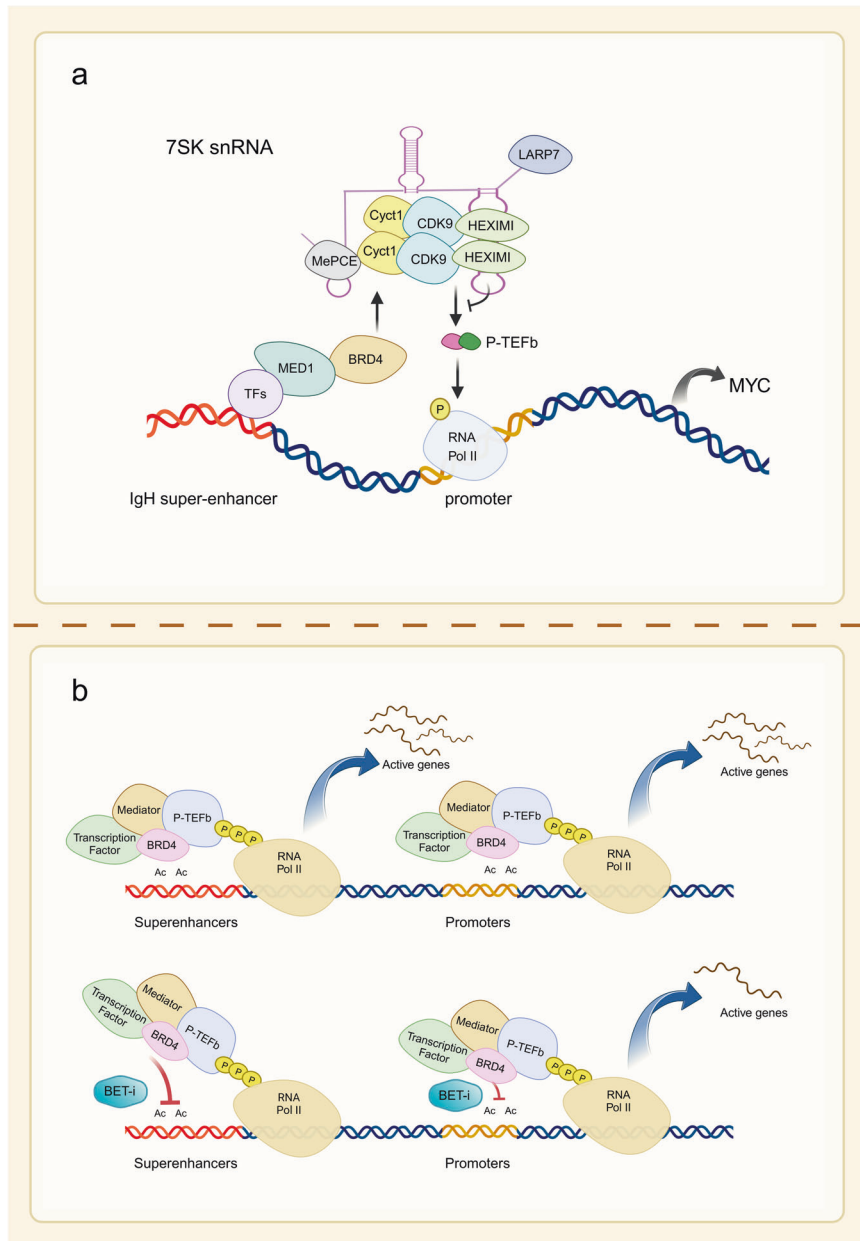 a
7SK snRNA
LARP7
Cyct1
CDK9
HEXIMI
MePCE
Cyct1
CDK9
HEXIMI
P-TEFb
MED1
BRD4
TFs
MYC
P
RNA
Pol II
IgH super-enhancer
promoter
b
Active genes
Active genes
Mediator
P-TEFb
Transcription
Factor
BRD4
P P P
RNA
Pol II
Ac Ac
Superenhancers
Mediator
P-TEFb
Transcription
Factor
BRD4
P P P
RNA
Pol II
Ac Ac
Promoters
Transcription
Factor
Mediator
BRD4
P-TEFb
P P P
BET-i
Ac Ac
RNA
Pol II
Superenhancers
Active genes
Mediator
Transcription
Factor
P-TEFb
BRD4
P P P
BET-i
Ac Ac
RNA
Pol II
Promoters